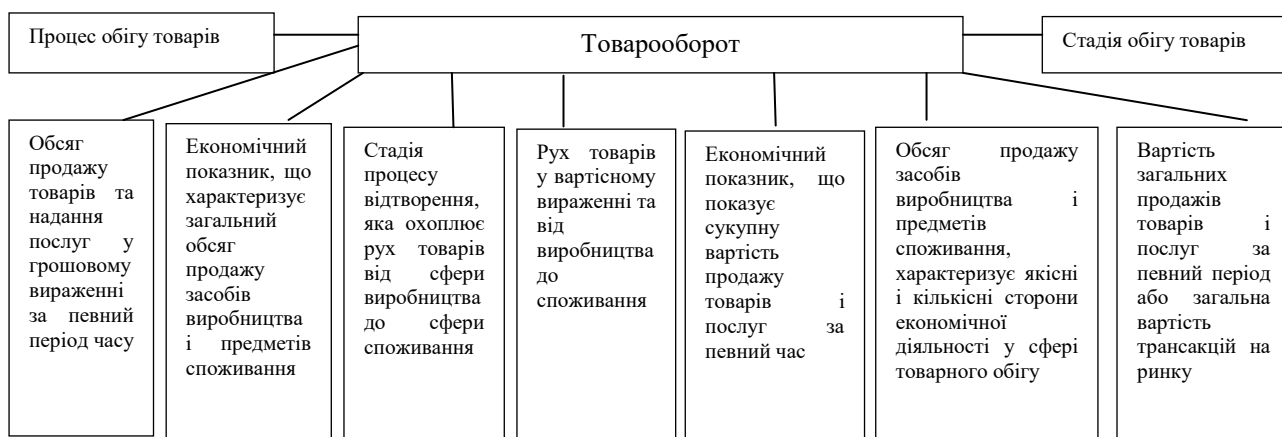 Процес обігу товарів
Товарооборот
Стадія обігу товарів
Обсяг
продажу
товарів та
надання
послуг у
грошовому
вираженні
за певний
період часу
Економічний
показник, що
характеризує
загальний
обсяг
продажу
засобів
виробництва
і предметів
споживання
Стадія
процесу
відтворення,
яка охоплює
рух товарів
від сфери
виробництва
до сфери
споживання
Рух товарів
у вартісному
вираженні та
від
виробництва
до
споживання
Економічний
показник, що
показує
сукупну
вартість
продажу
товарів і
послуг за
певний час
Обсяг продажу
засобів
виробництва і
предметів
споживання,
характеризує якісні
і кількісні сторони
економічної
діяльності у сфері
товарного обігу
Вартість
загальних
продажів
товарів і
послуг за
певний період
або загальна
вартість
трансакцій на
ринку